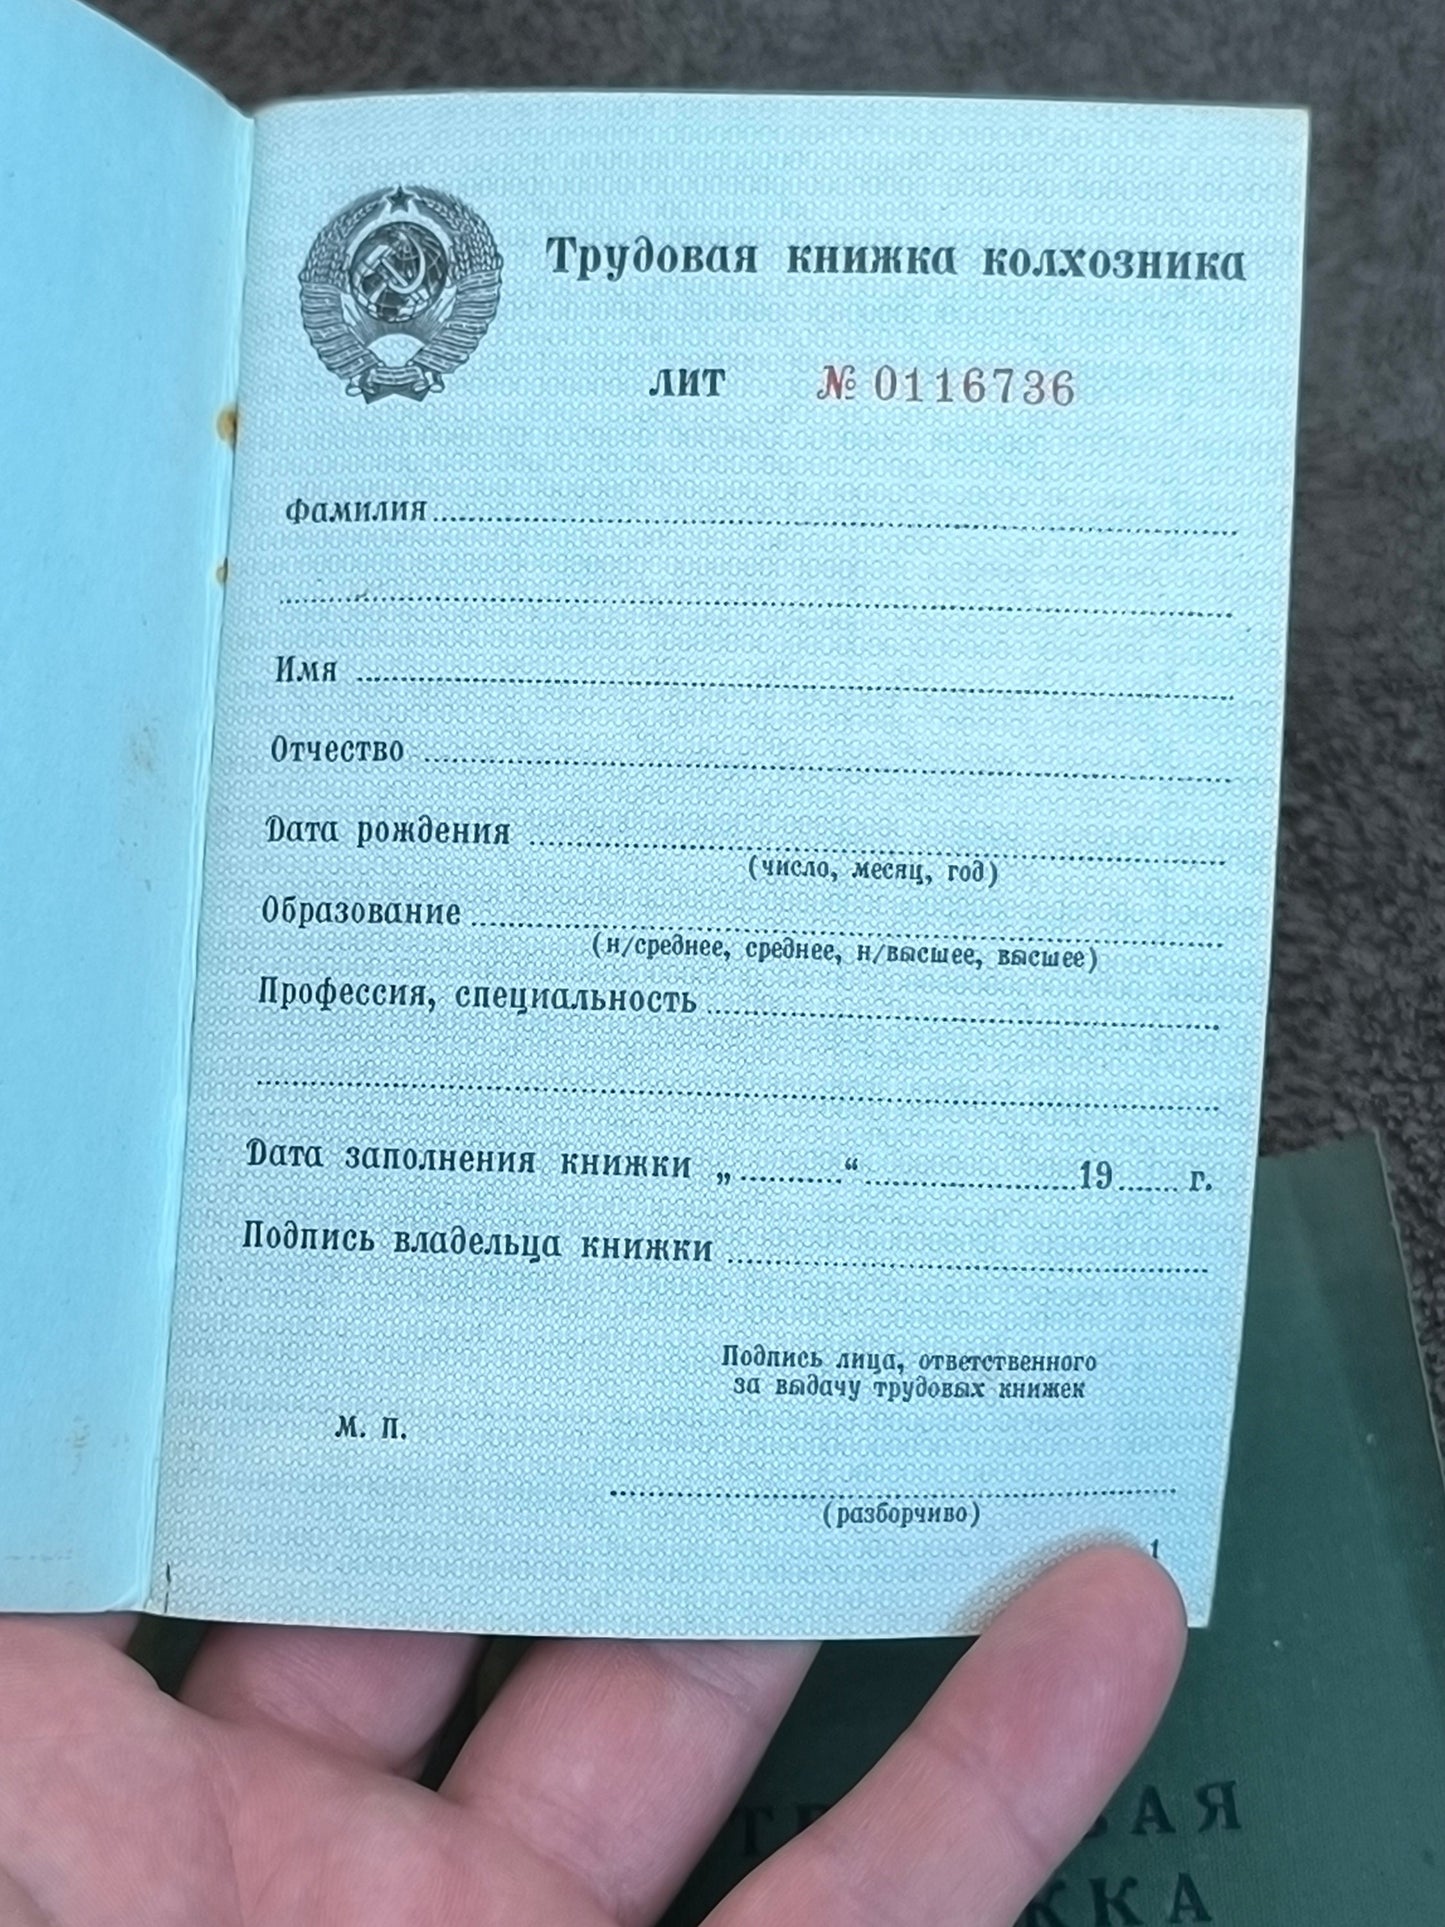 Трудовая книжка колхозника
ЛИТ № 0116736
Фамилия
Имя
Отчество
Дата рождения
(число, месяц, год)
Образование
(н/среднее, среднее, н/высшее, высшее)
Профессия, специальность
Дата заполнения книжки „ “ 19 г.
Подпись владельца книжки
Подпись лица, ответственного
за выдачу трудовых книжек
М. П.
(разборчиво)
1